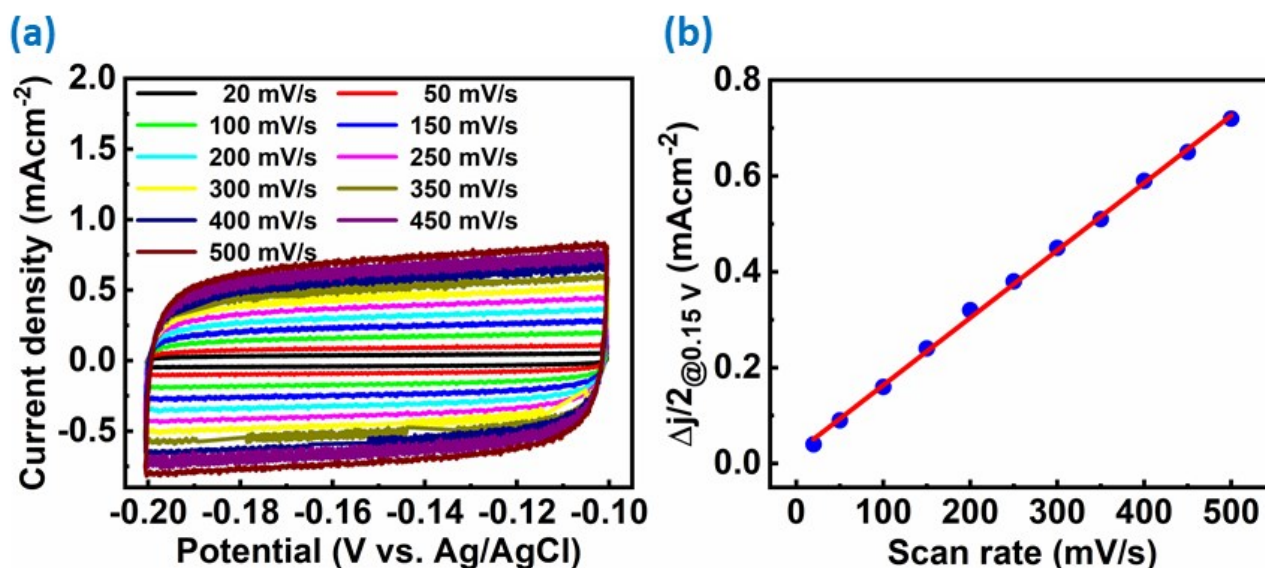 (a)
Current density (mAcm⁻²)
2.0
1.5
1.0
0.5
0.0
-0.5
20 mV/s 50 mV/s
100 mV/s 150 mV/s
200 mV/s 250 mV/s
300 mV/s 350 mV/s
400 mV/s 450 mV/s
500 mV/s
-0.20 -0.18 -0.16 -0.14 -0.12 -0.10
Potential (V vs. Ag/AgCl)
(b)
Δj/2@0.15 v (mAcm⁻²)
0.8
0.6
0.4
0.2
0.0
0 100 200 300 400 500
Scan rate (mV/s)